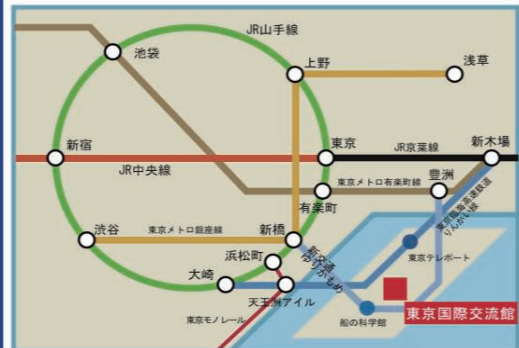 JR山手線
池袋
上野
浅草
新宿
東京
JR京葉線
新木場
JR中央線
東京メトロ有楽町線
豊洲
有楽町
東京臨海高速鉄道
りんかい線
渋谷
東京メトロ銀座線
新橋
新交通
ゆりかもめ
浜松町
東京テレポート
大崎
天王洲アイル
東京モノレール
船の科学館
東京国際交流館